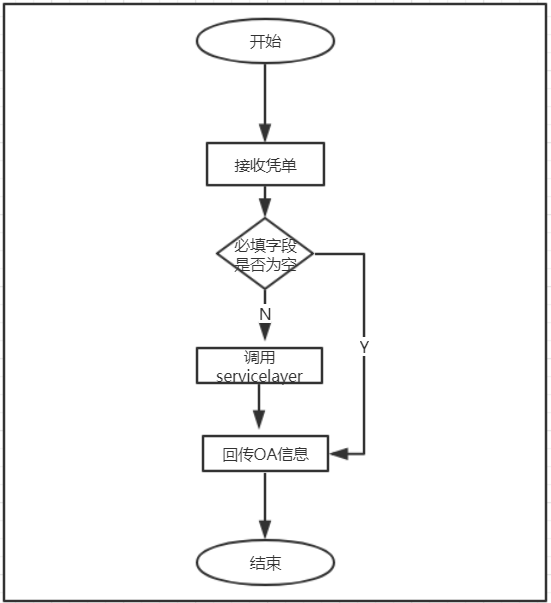 开始
接收凭单
必填字段
是否为空
N
Y
调用
servicelayer
回传OA信息
结束